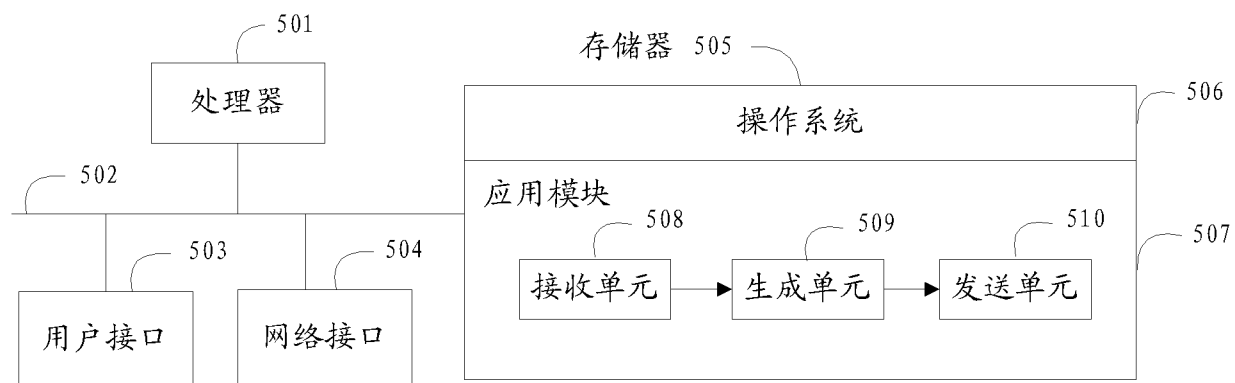 501
存储器 505
处理器
506
操作系统
502
应用模块
508
509
510
507
503
504
接收单元
生成单元
发送单元
用户接口
网络接口